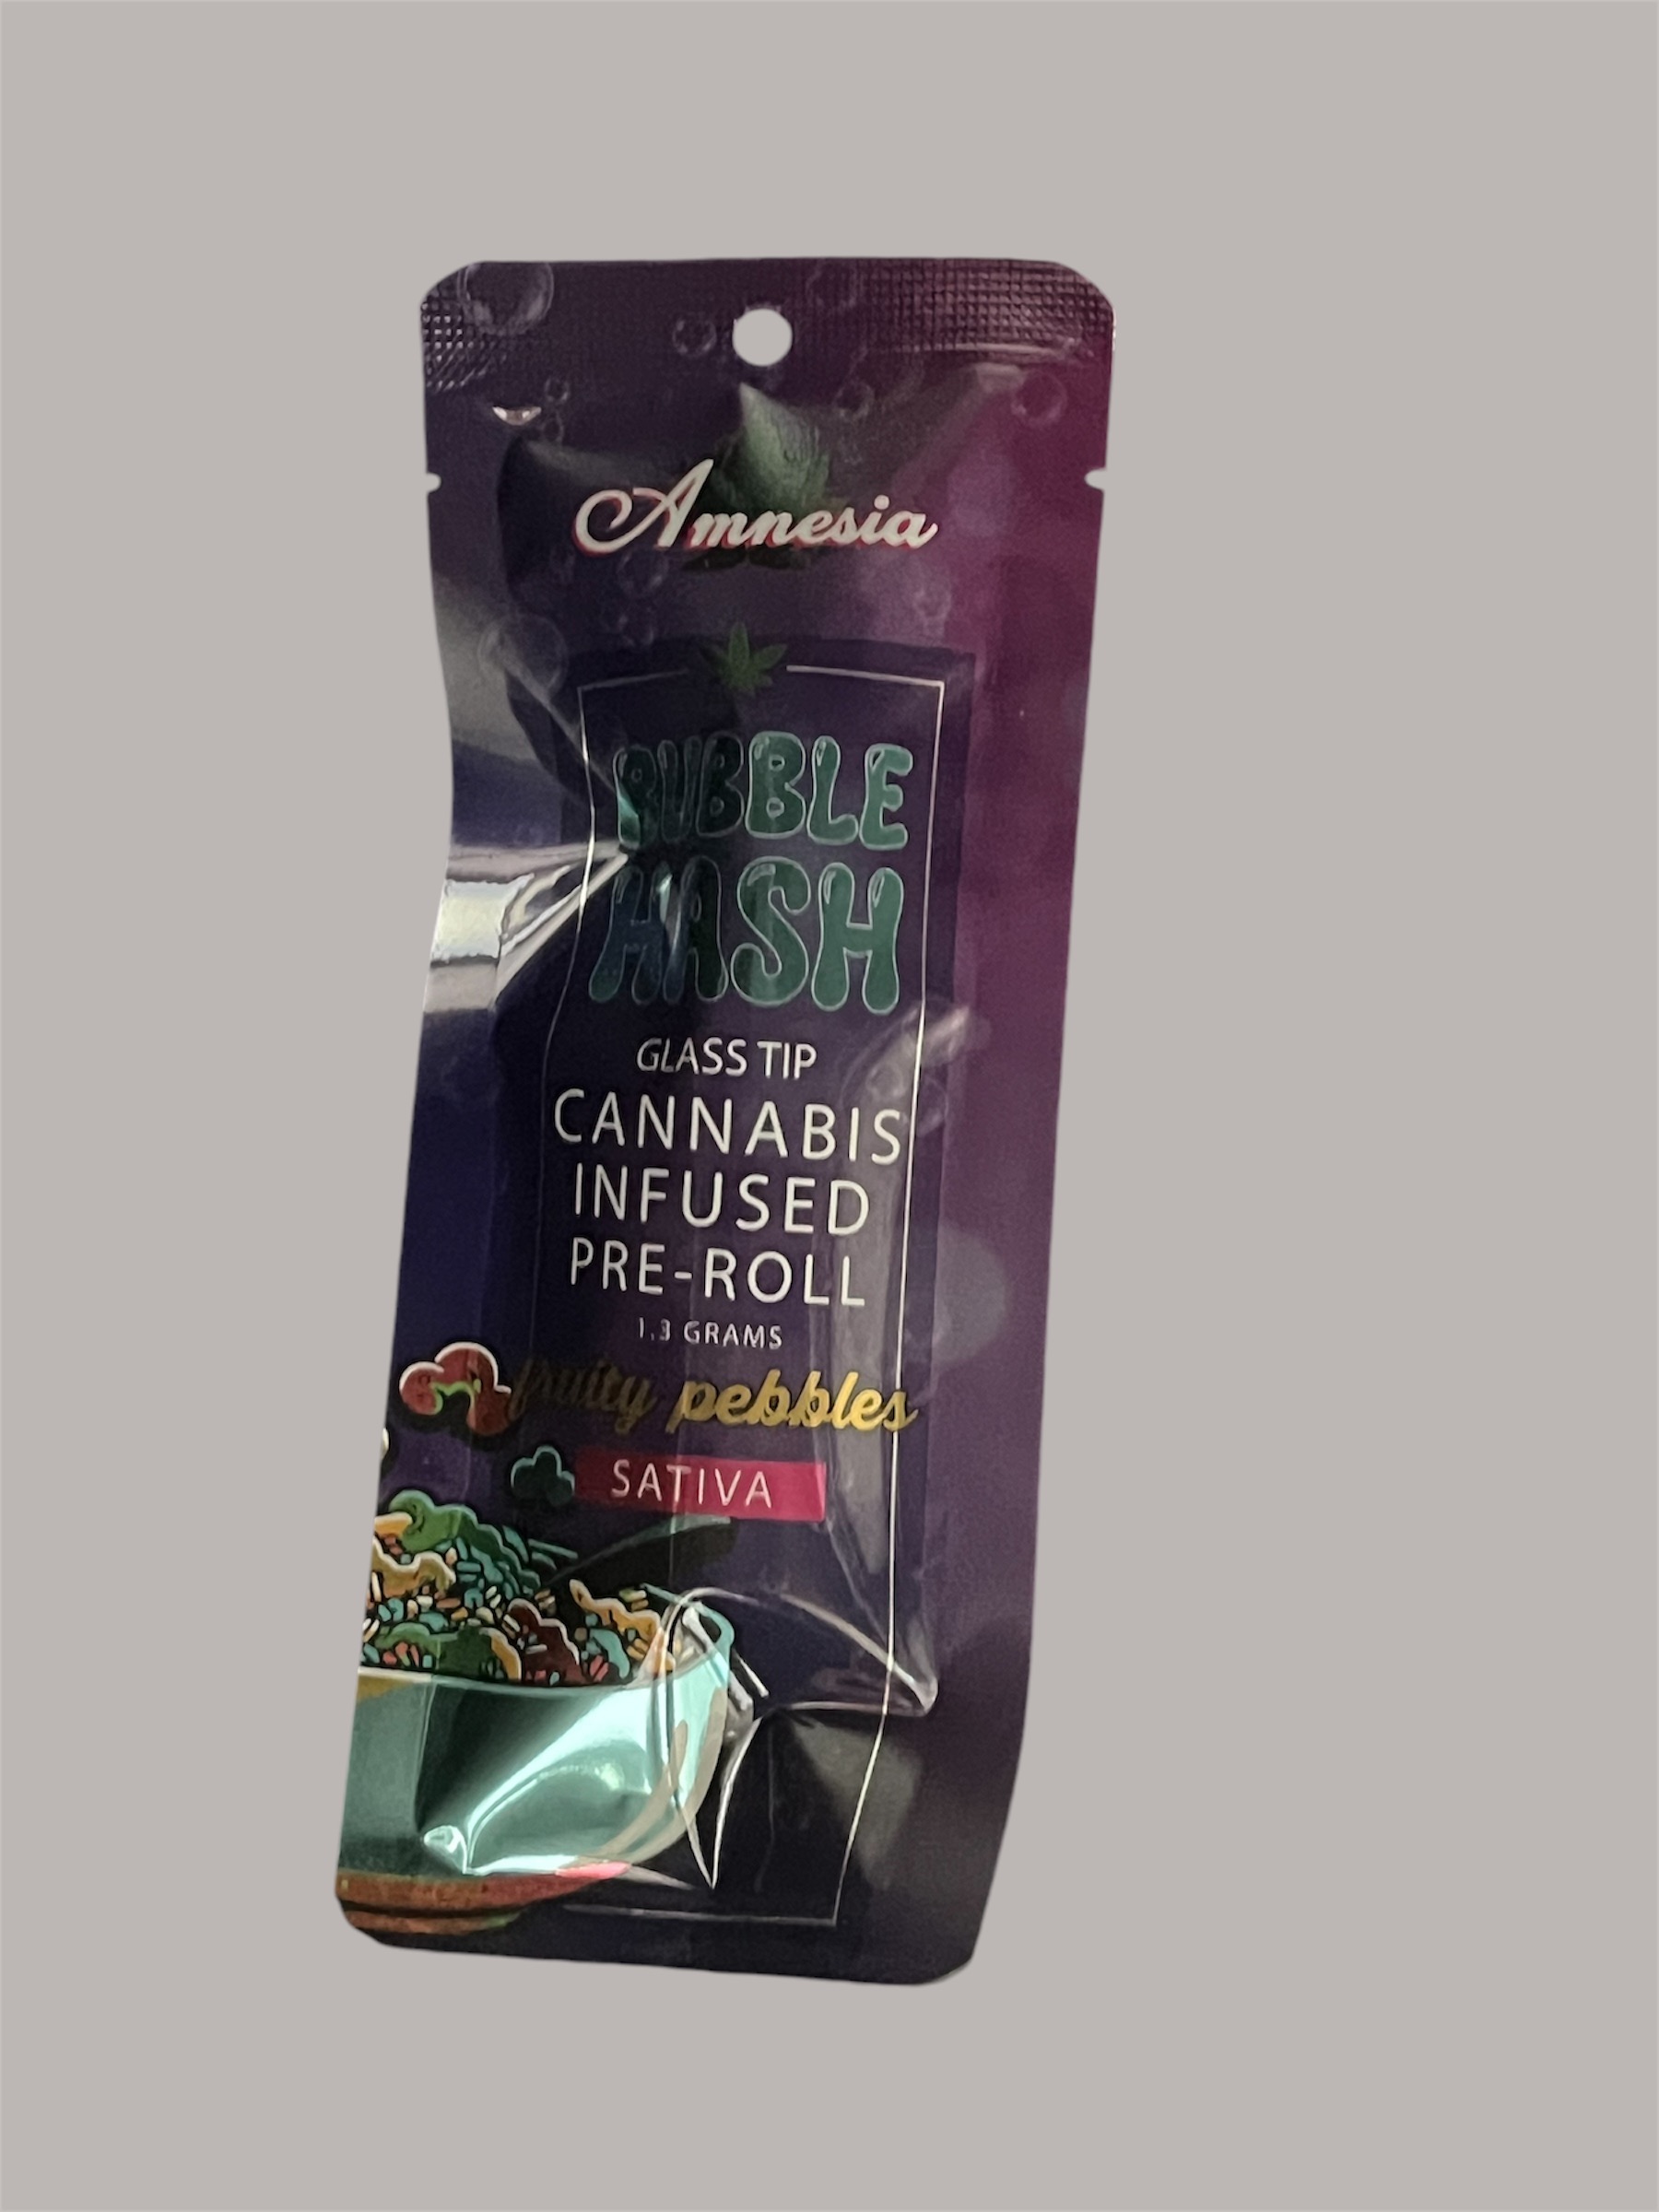 Amnesia
BUBBLE
HASH
GLASS TIP
CANNABIS
INFUSED
PRE-ROLL
1.3 GRAMS
fruity pebbles
SATIVA